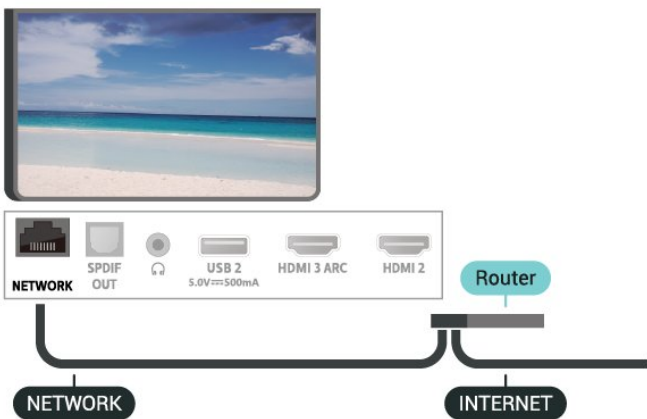 NETWORK
SPDIF
OUT
USB 2
5.0V⎓500mA
HDMI 3 ARC
HDMI 2
Router
NETWORK
INTERNET